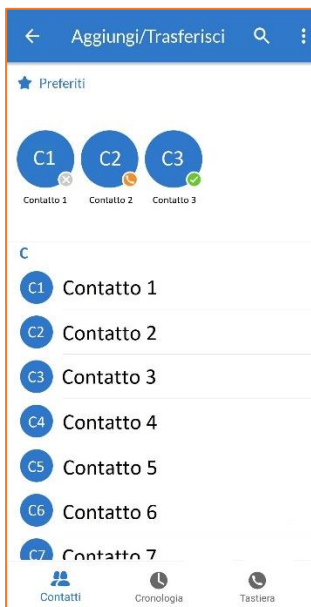 Aggiungi/Trasferisci
Preferiti
C1 C2 C3
Contatto 1 Contatto 2 Contatto 3
C
C1 Contatto 1
C2 Contatto 2
C3 Contatto 3
C4 Contatto 4
C5 Contatto 5
C6 Contatto 6
C7 Contatto 7
Contatti Cronologia Tastiera